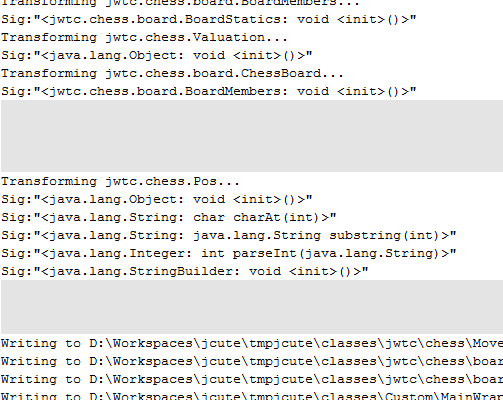 Transforming jwtc.chess.board.BoardMembers...
Sig:"<jwtc.chess.board.BoardStatics: void <init>()>"
Transforming jwtc.chess.Valuation...
Sig:"<java.lang.Object: void <init>()>"
Transforming jwtc.chess.board.ChessBoard...
Sig:"<jwtc.chess.board.BoardMembers: void <init>()>"
Transforming jwtc.chess.Pos...
Sig:"<java.lang.Object: void <init>()>"
Sig:"<java.lang.String: char charAt(int)>"
Sig:"<java.lang.String: java.lang.String substring(int)>"
Sig:"<java.lang.Integer: int parseInt(java.lang.String)>"
Sig:"<java.lang.StringBuilder: void <init>()>"
Writing to D:\Workspaces\jcute\tmpjcute\classes\jwtc\chess\Move
Writing to D:\Workspaces\jcute\tmpjcute\classes\jwtc\chess\boar
Writing to D:\Workspaces\jcute\tmpjcute\classes\jwtc\chess\boar
Writing to D:\Workspaces\jcute\tmpjcute\classes\Custom\MainWrap